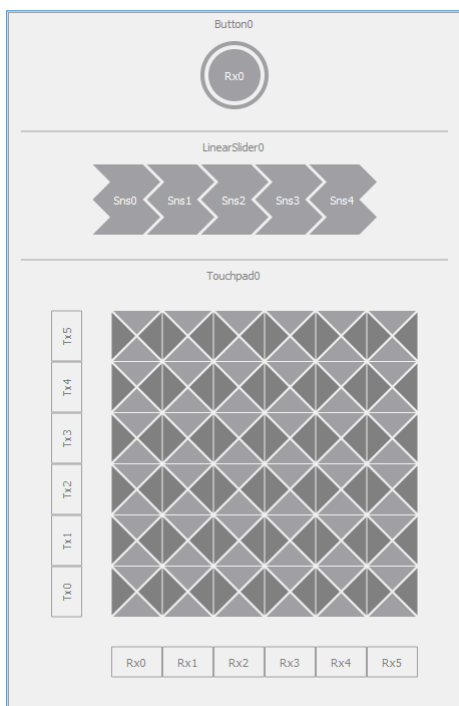 Button0
Rx0
LinearSlider0
Sns0 Sns1 Sns2 Sns3 Sns4
Touchpad0
Tx5
Tx4
Tx3
Tx2
Tx1
Tx0
Rx0 Rx1 Rx2 Rx3 Rx4 Rx5